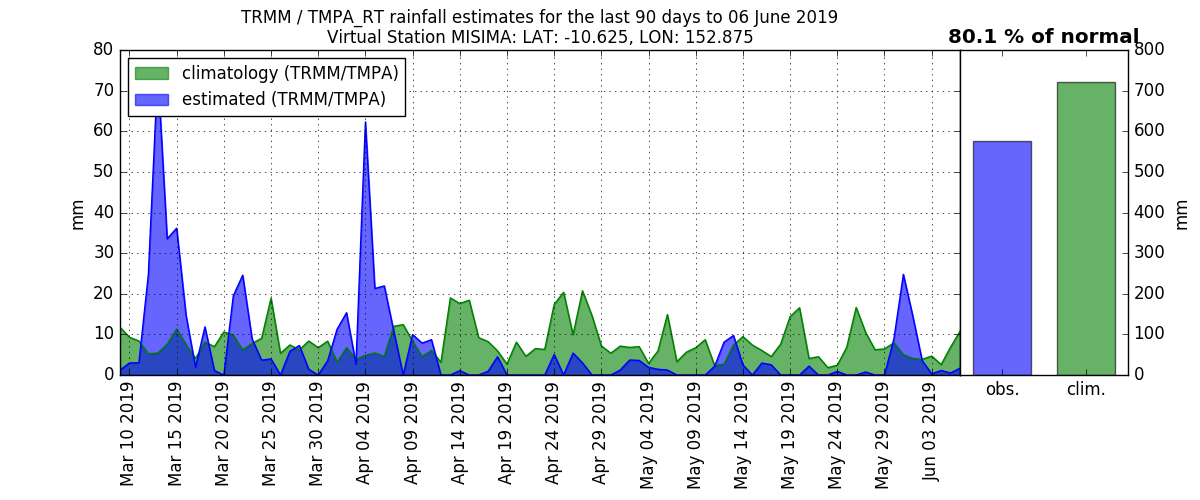 TRMM / TMPA_RT rainfall estimates for the last 90 days to 06 June 2019
Virtual Station MISIMA: LAT: -10.625, LON: 152.875
80.1 % of normal
climatology (TRMM/TMPA)
estimated (TRMM/TMPA)
mm
80
70
60
50
40
30
20
10
0
Mar 10 2019
Mar 15 2019
Mar 20 2019
Mar 25 2019
Mar 30 2019
Apr 04 2019
Apr 09 2019
Apr 14 2019
Apr 19 2019
Apr 24 2019
Apr 29 2019
May 04 2019
May 09 2019
May 14 2019
May 19 2019
May 24 2019
May 29 2019
Jun 03 2019
obs.
clim.
800
700
600
500
400
300
200
100
0
mm